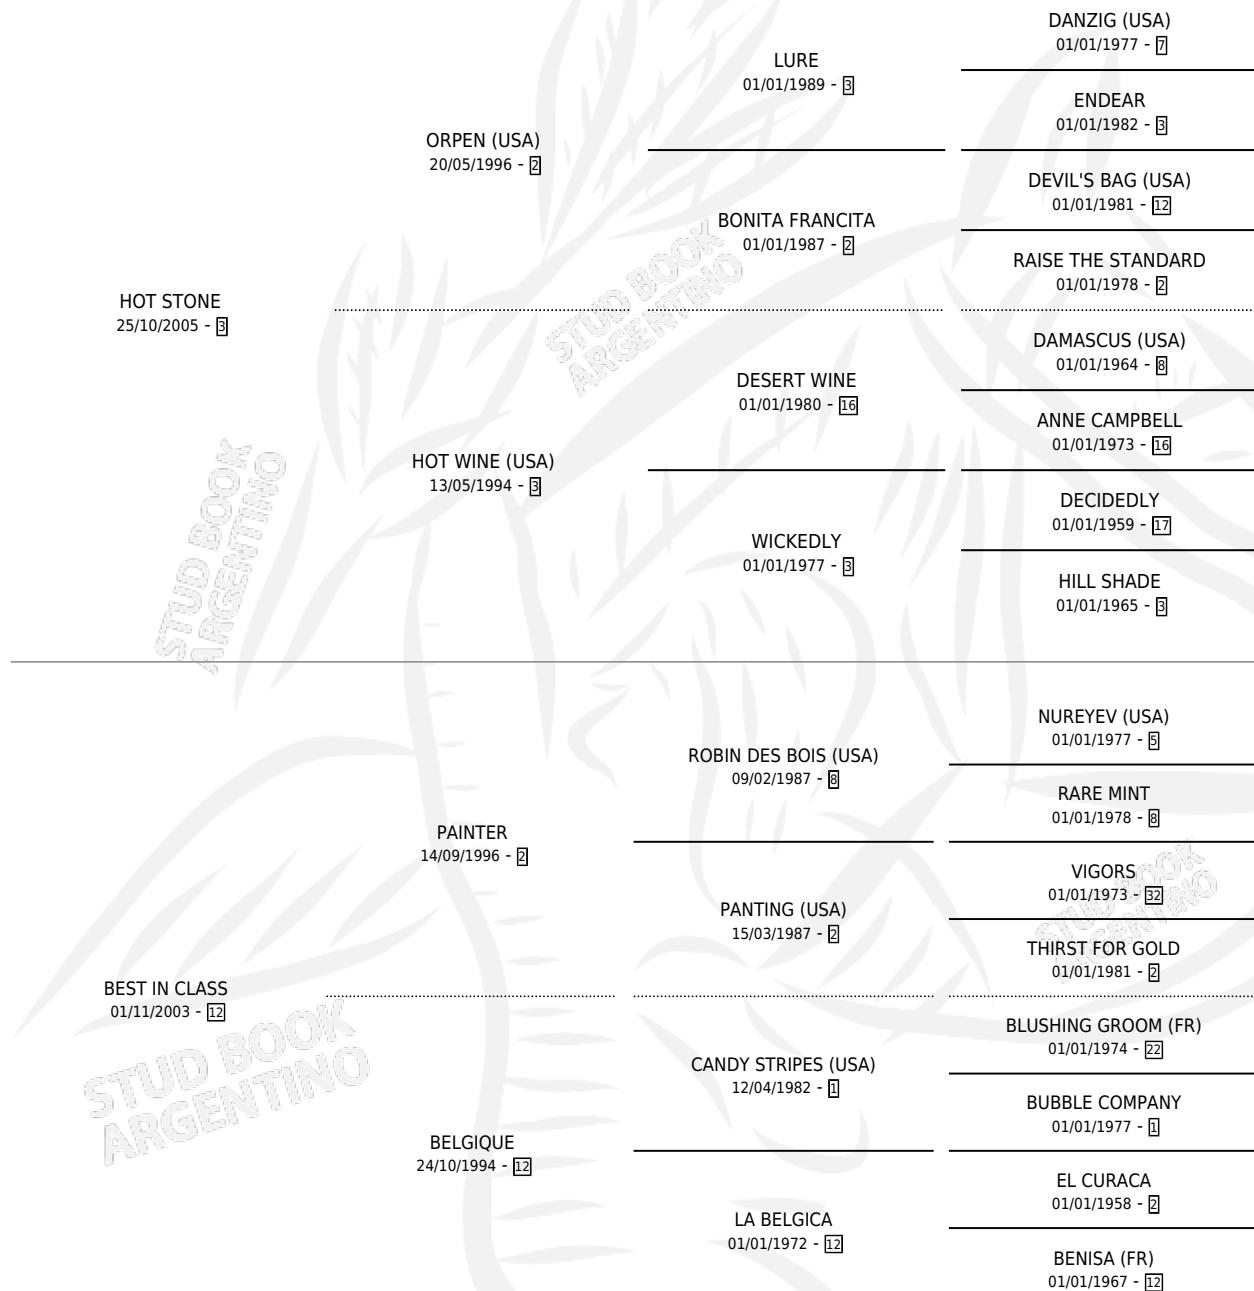 DANZIG (USA)
01/01/1977 - 7
LURE
01/01/1989 - 3
ENDEAR
01/01/1982 - 3
ORPEN (USA)
20/05/1996 - 2
DEVIL'S BAG (USA)
01/01/1981 - 12
BONITA FRANCITA
01/01/1987 - 2
RAISE THE STANDARD
01/01/1978 - 2
HOT STONE
25/10/2005 - 3
DAMASCUS (USA)
01/01/1964 - 8
DESERT WINE
01/01/1980 - 16
ANNE CAMPBELL
01/01/1973 - 16
HOT WINE (USA)
13/05/1994 - 3
DECIDEDLY
01/01/1959 - 17
WICKEDLY
01/01/1977 - 3
HILL SHADE
01/01/1965 - 3
NUREYEV (USA)
01/01/1977 - 5
ROBIN DES BOIS (USA)
09/02/1987 - 8
RARE MINT
01/01/1978 - 8
PAINTER
14/09/1996 - 2
VIGORS
01/01/1973 - 32
PANTING (USA)
15/03/1987 - 2
THIRST FOR GOLD
01/01/1981 - 2
BEST IN CLASS
01/11/2003 - 12
BLUSHING GROOM (FR)
01/01/1974 - 22
CANDY STRIPES (USA)
12/04/1982 - 1
BUBBLE COMPANY
01/01/1977 - 1
BELGIQUE
24/10/1994 - 12
EL CURACA
01/01/1958 - 2
LA BELGICA
01/01/1972 - 12
BENISA (FR)
01/01/1967 - 12
STUD BOOK
ARGENTINO
STUD BOOK
ARGENTINO
STUD BOOK
ARGENTINO
STUD BOOK
ARGENTINO